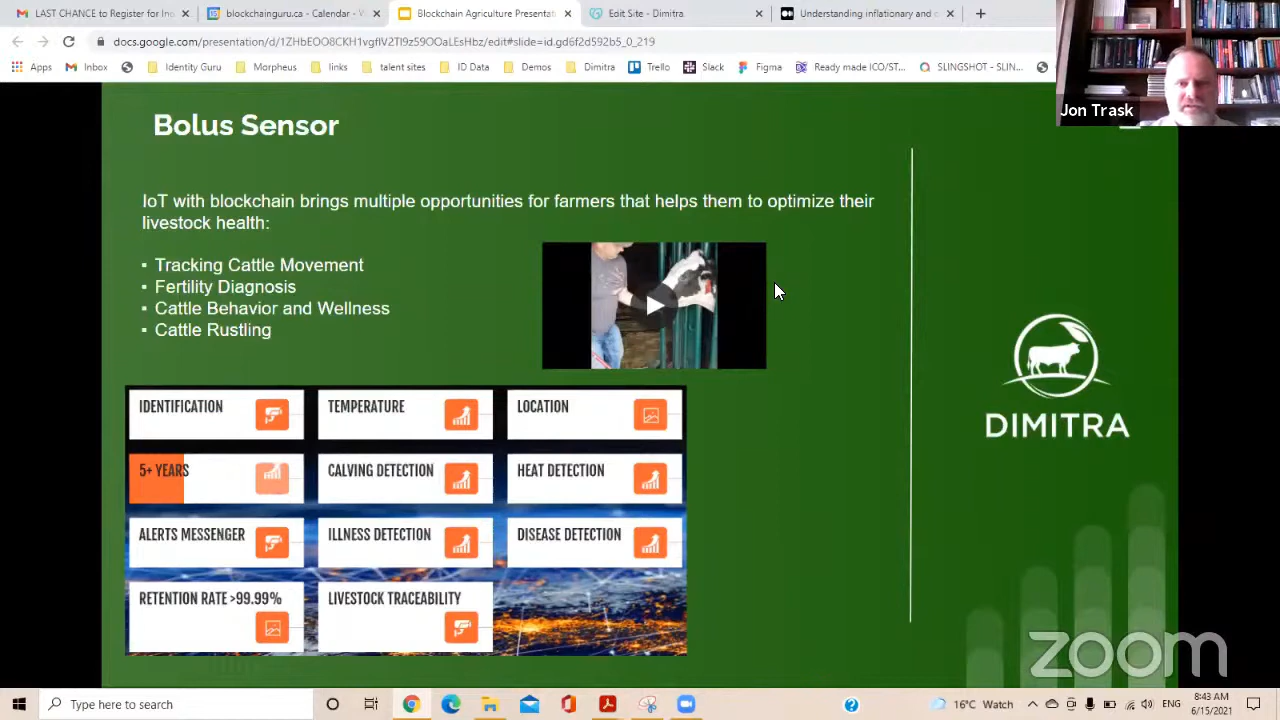 LAST CHANCE to Register for In
blockchainguru.ca - Calendar - V
Blockchain Agriculture Presentati
Edit Site - Dimitra
Understanding evolutionary and c
docs.google.com/presentation/d/
/edit#slide=id.gd6f3d592b5_0_219
Apps
Inbox
Identity Guru
Morpheus
links
talent sites
ID Data
Demos
Dimitra
Trello
Slack
Figma
Ready made ICO/ST...
SLINGSHOT - SLIN...
Jon Trask
Bolus Sensor
IoT with blockchain brings multiple opportunities for farmers that helps them to optimize their
livestock health:
▪ Tracking Cattle Movement
▪ Fertility Diagnosis
▪ Cattle Behavior and Wellness
▪ Cattle Rustling
IDENTIFICATION
TEMPERATURE
LOCATION
5+ YEARS
CALVING DETECTION
HEAT DETECTION
ALERTS MESSENGER
ILLNESS DETECTION
DISEASE DETECTION
RETENTION RATE >99.99%
LIVESTOCK TRACEABILITY
DIMITRA
zoom
Type here to search
16°C Watch
8:43 AM
6/15/2021